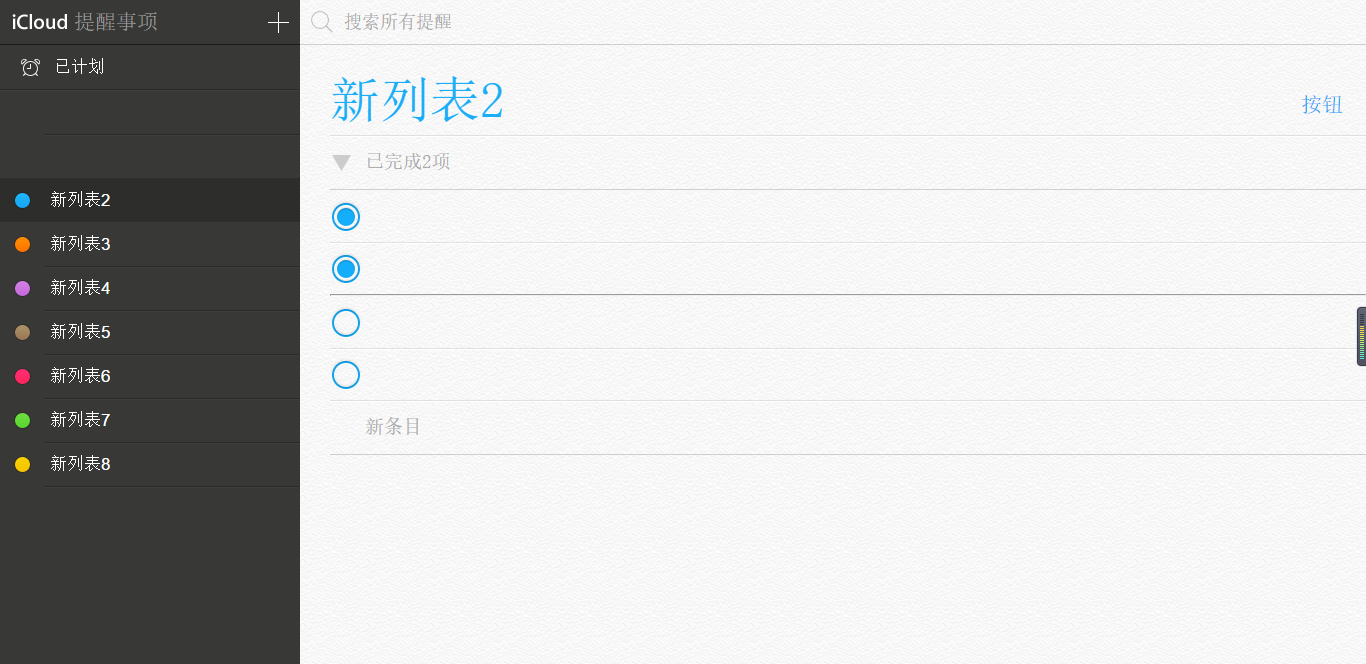 iCloud 提醒事项
搜索所有提醒
已计划
新列表2
按钮
已完成2项
新列表2
新列表3
新列表4
新列表5
新列表6
新列表7
新列表8
新条目